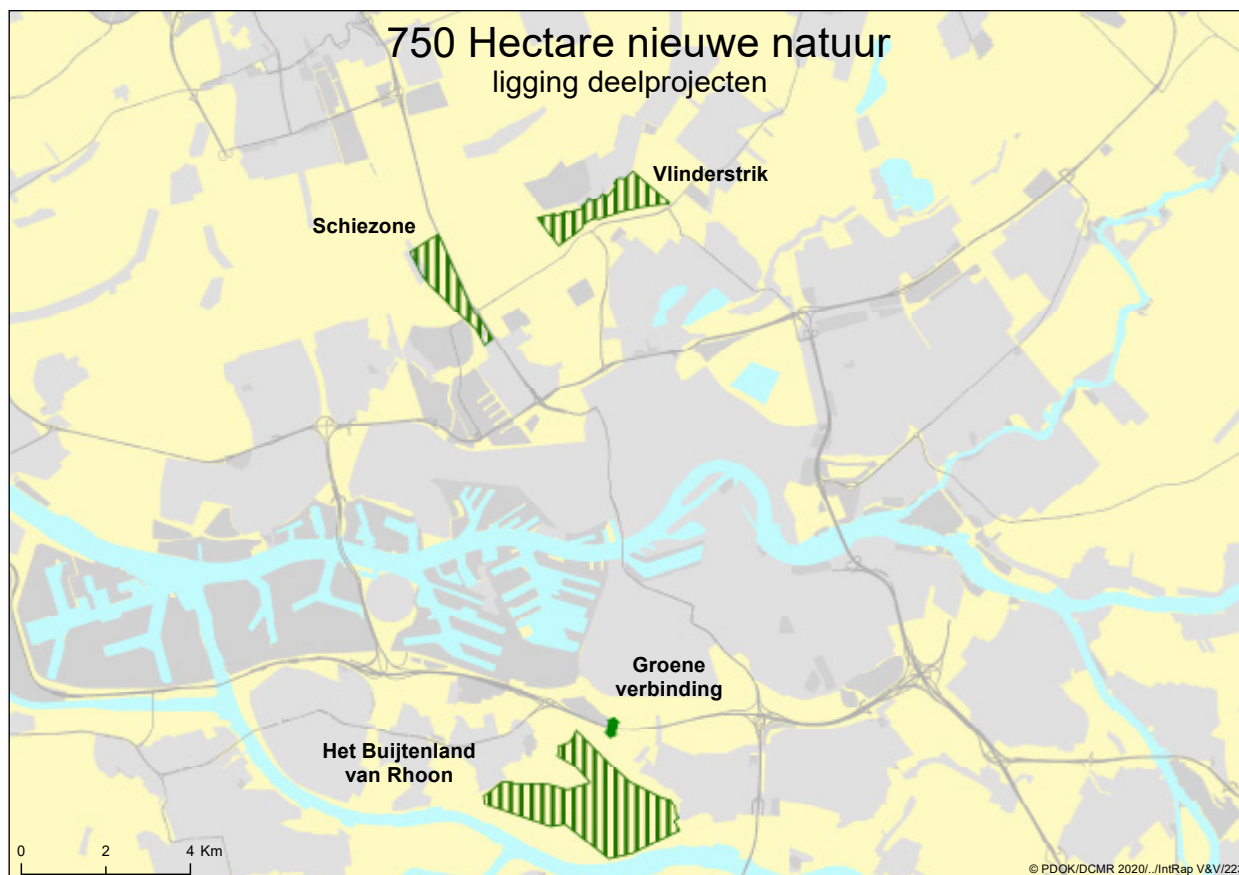 750 Hectare nieuwe natuur
ligging deelprojecten
Vlinderstrik
Schiezone
Groene
verbinding
Het Buijtenland
van Rhoon
0 2 4 Km
© PDOK/DCMR 2020/../IntRap V&V/223